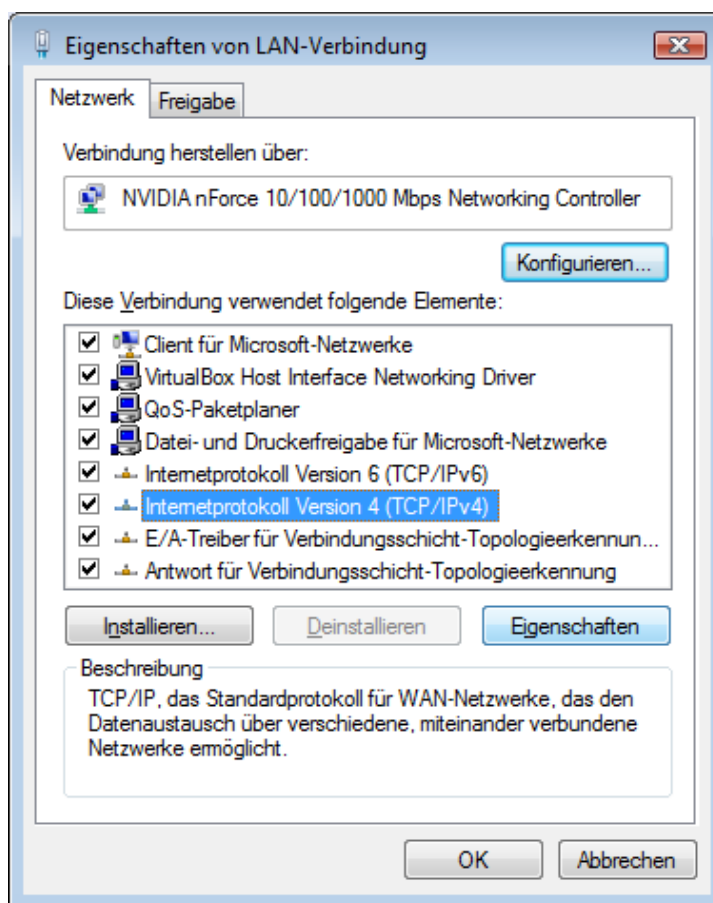 Eigenschaften von LAN-Verbindung
Netzwerk
Freigabe
Verbindung herstellen über:
NVIDIA nForce 10/100/1000 Mbps Networking Controller
Konfigurieren...
Diese Verbindung verwendet folgende Elemente:
Client für Microsoft-Netzwerke
VirtualBox Host Interface Networking Driver
QoS-Paketplaner
Datei- und Druckerfreigabe für Microsoft-Netzwerke
Internetprotokoll Version 6 (TCP/IPv6)
Internetprotokoll Version 4 (TCP/IPv4)
E/A-Treiber für Verbindungsschicht-Topologieerkennun...
Antwort für Verbindungsschicht-Topologieerkennung
Installieren...
Deinstallieren
Eigenschaften
Beschreibung
TCP/IP, das Standardprotokoll für WAN-Netzwerke, das den
Datenaustausch über verschiedene, miteinander verbundene
Netzwerke ermöglicht.
OK
Abbrechen